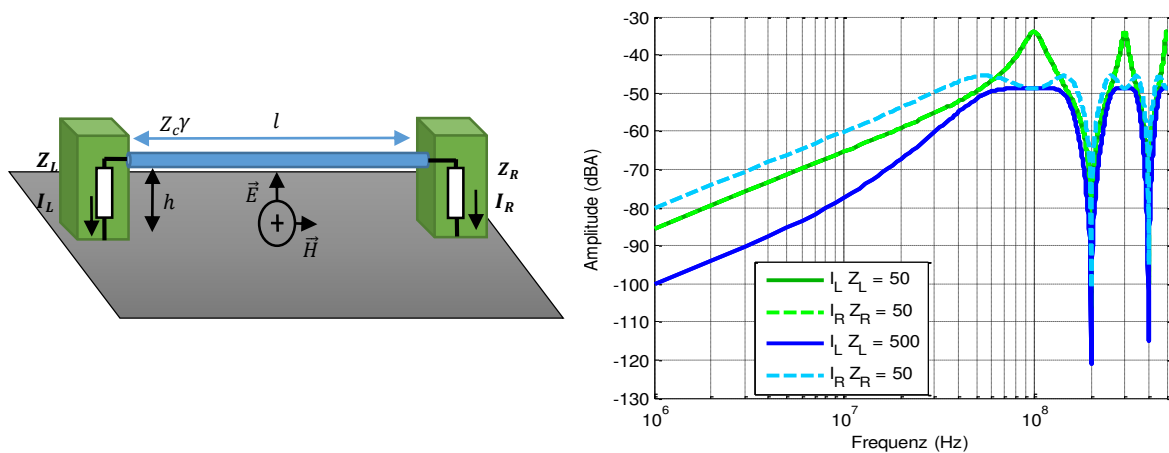 Z_cγ
l
Z_L
I_L
h
E⃗
+
H⃗
Z_R
I_R
-30
-40
-50
-60
-70
-80
-90
-100
-110
-120
-130
Amplitude (dBA)
I_L Z_L = 50
I_R Z_R = 50
I_L Z_L = 500
I_R Z_R = 50
10^6
10^7
10^8
Frequenz (Hz)